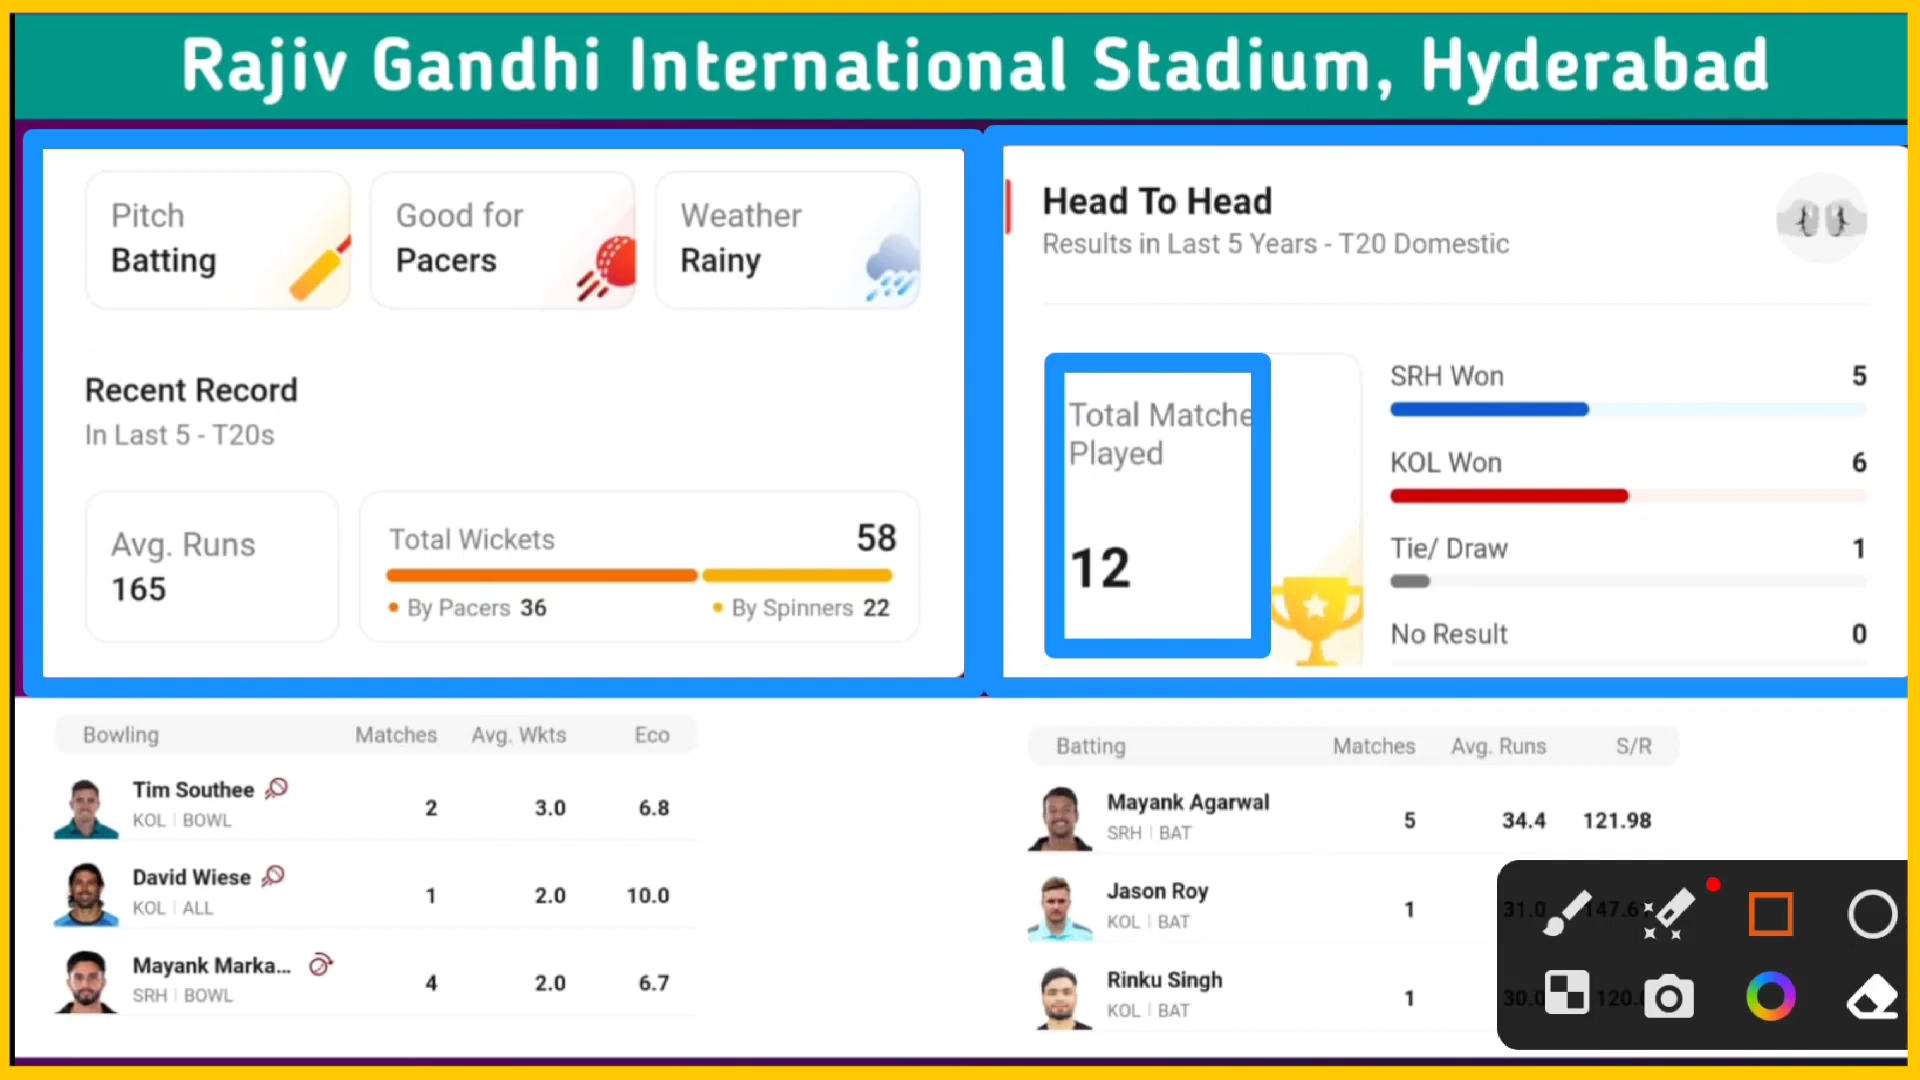 Rajiv Gandhi International Stadium, Hyderabad
Pitch
Batting
Good for
Pacers
Weather
Rainy
Recent Record
In Last 5 - T20s
Avg. Runs
165
Total Wickets 58
By Pacers 36
By Spinners 22
Head To Head
Results in Last 5 Years - T20 Domestic
Total Matche
Played
12
SRH Won 5
KOL Won 6
Tie/ Draw 1
No Result 0
Bowling Matches Avg. Wkts Eco
Tim Southee
KOL | BOWL
2 3.0 6.8
David Wiese
KOL | ALL
1 2.0 10.0
Mayank Marka...
SRH | BOWL
4 2.0 6.7
Batting Matches Avg. Runs S/R
Mayank Agarwal
SRH | BAT
5 34.4 121.98
Jason Roy
KOL | BAT
1 31.0
Rinku Singh
KOL | BAT
1